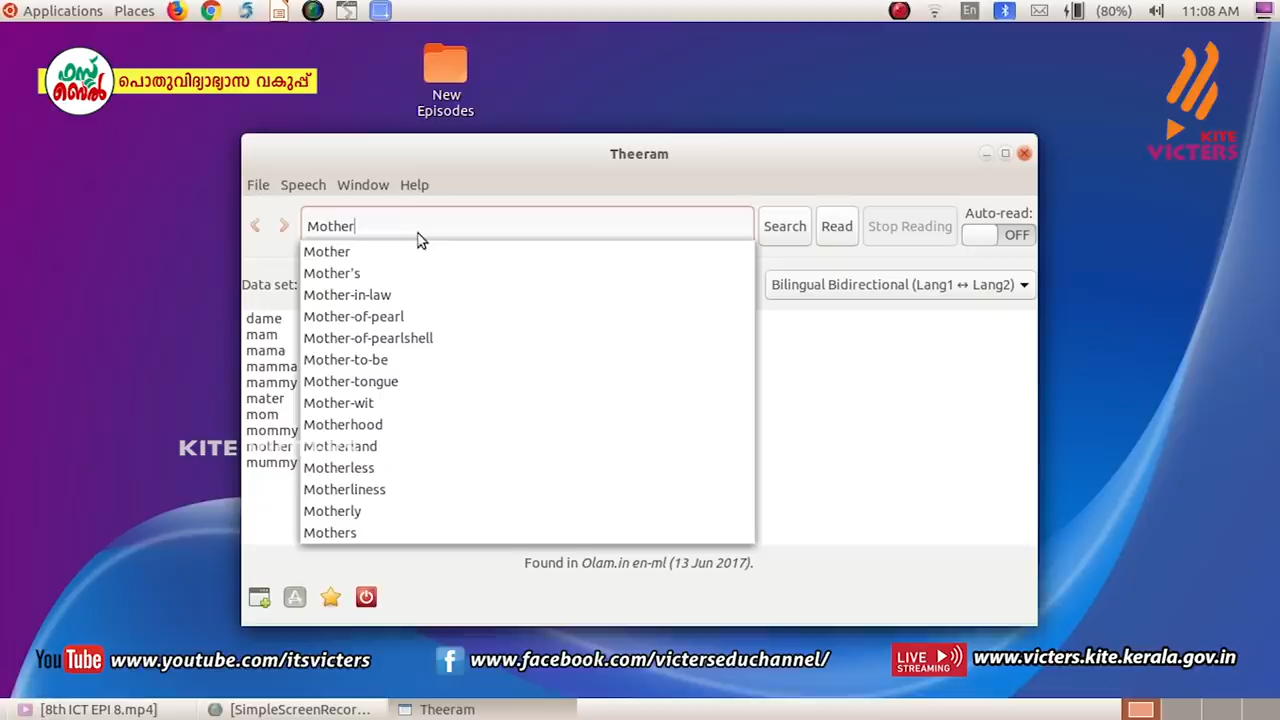 Applications Places En (80%) 11:08 AM
ഫസ്റ്റ്ബെൽ
പൊതുവിദ്യാഭ്യാസ വകുപ്പ്
New
Episodes
KITE
VICTERS
Theeram
File Speech Window Help
Mother Search Read Stop Reading Auto-read:
OFF
Mother
Mother's
Data set: Bilingual Bidirectional (Lang1 ↔ Lang2)
Mother-in-law
dame Mother-of-pearl
mam Mother-of-pearlshell
mama Mother-to-be
mamma
mammy Mother-tongue
mater Mother-wit
mom Motherhood
mommy
KITE mother Motherland
mummy Motherless
Motherliness
Motherly
Mothers
Found in Olam.in en-ml (13 Jun 2017).
YouTube www.youtube.com/itsvicters f www.facebook.com/victerseduchannel/ LIVE STREAMING www.victers.kite.kerala.gov.in
[8th ICT EPI 8.mp4] [SimpleScreenRecor... Theeram